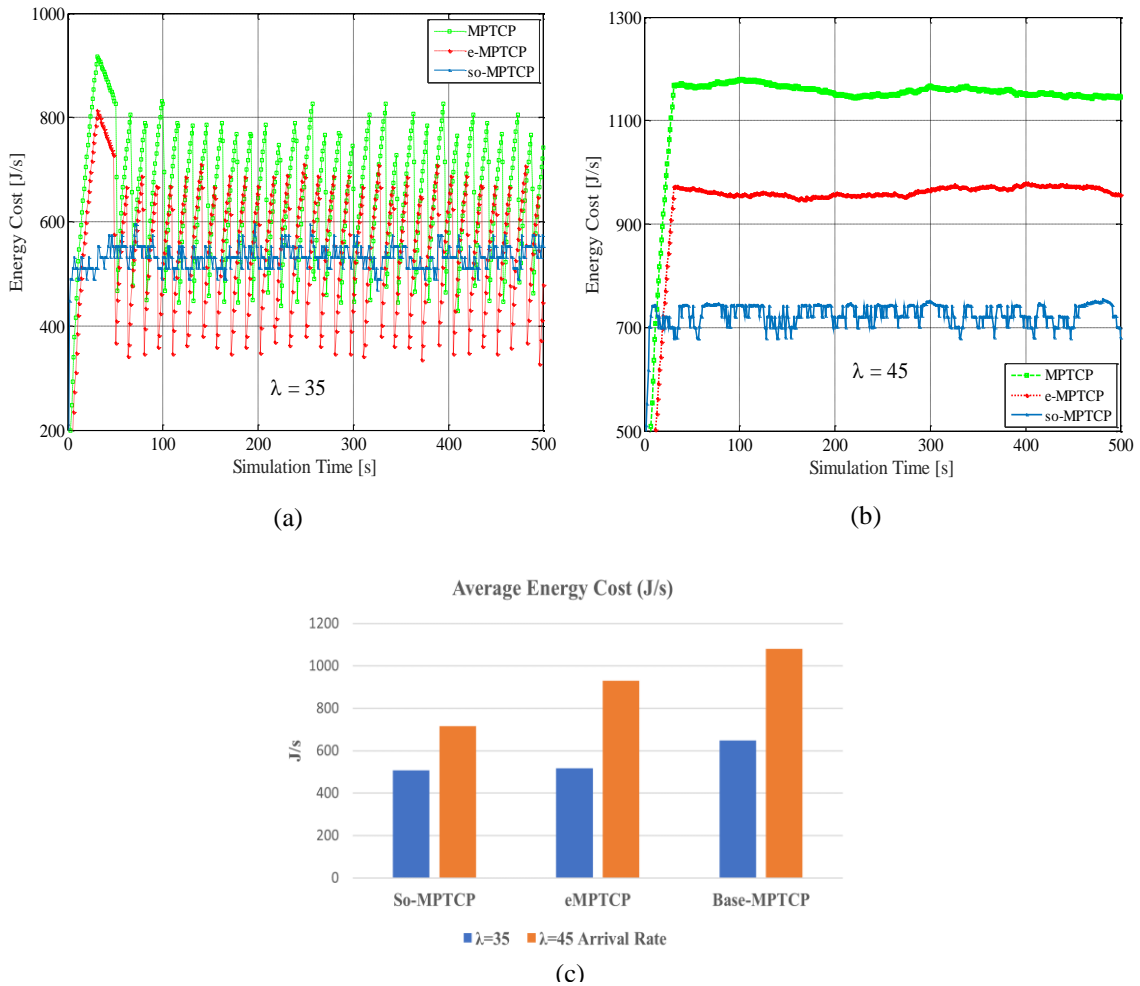 1000
800
600
400
200
Energy Cost [J/s]
MPTCP
e-MPTCP
so-MPTCP
λ = 35
0 100 200 300 400 500
Simulation Time [s]
(a)
1300
1100
900
700
500
Energy Cost [J/s]
λ = 45
MPTCP
e-MPTCP
so-MPTCP
0 100 200 300 400 500
Simulation Time [s]
(b)
Average Energy Cost (J/s)
1200
1000
800
600
400
200
0
J/s
So-MPTCP eMPTCP Base-MPTCP
λ=35 λ=45 Arrival Rate
(c)